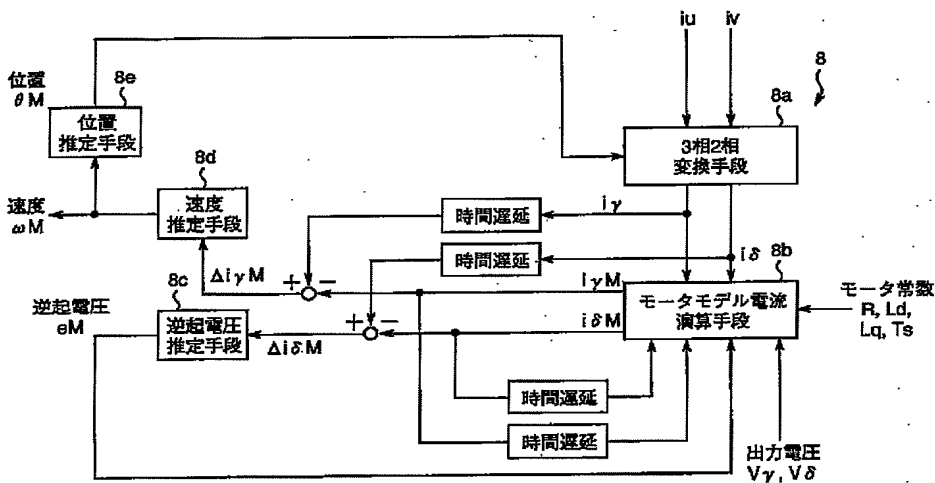 iu
iv
8
8a
3相2相
変換手段
位置
θM
8e
位置
推定手段
8d
速度
ωM
速度
推定手段
時間遅延
iγ
時間遅延
iδ
8b
ΔiγM
+
−
iγM
モータモデル電流
演算手段
モータ常数
R, Ld,
Lq, Ts
逆起電圧
eM
8c
逆起電圧
推定手段
+
−
ΔiδM
iδM
時間遅延
時間遅延
出力電圧
Vγ, Vδ